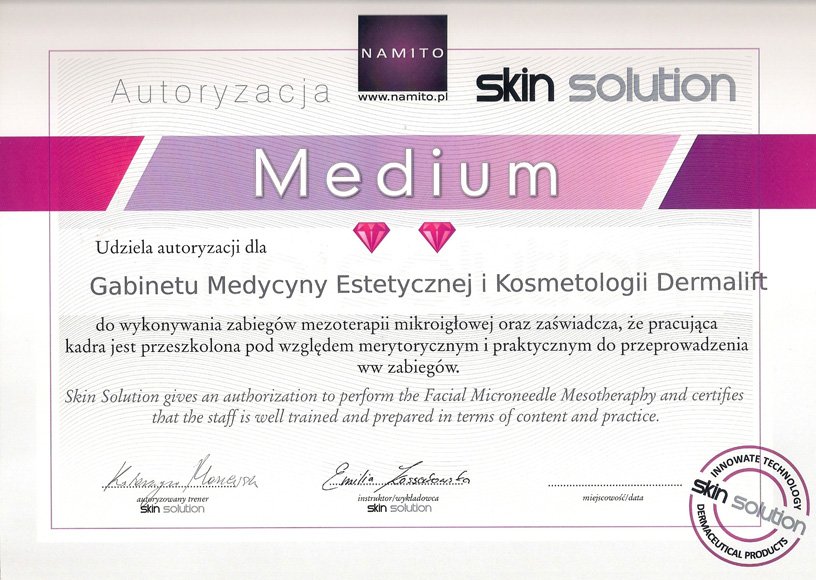 NAMITO
www.namito.pl
Autoryzacja
skin solution
Medium
Udziela autoryzacji dla
Gabinetu Medycyny Estetycznej i Kosmetologii Dermalift
do wykonywania zabiegów mezoterapii mikroigłowej oraz zaświadcza, że pracująca
kadra jest przeszkolona pod względem merytorycznym i praktycznym do przeprowadzenia
ww zabiegów.
Skin Solution gives an authorization to perform the Facial Microneedle Mesotheraphy and certifies
that the staff is well trained and prepared in terms of content and practice.
Emilia
autoryzowany trener
skin solution
instruktor/wykładowca
skin solution
miejscowość/data
INNOWATE TECHNOLOGY
skin solution
DERMACEUTICAL PRODUCTS